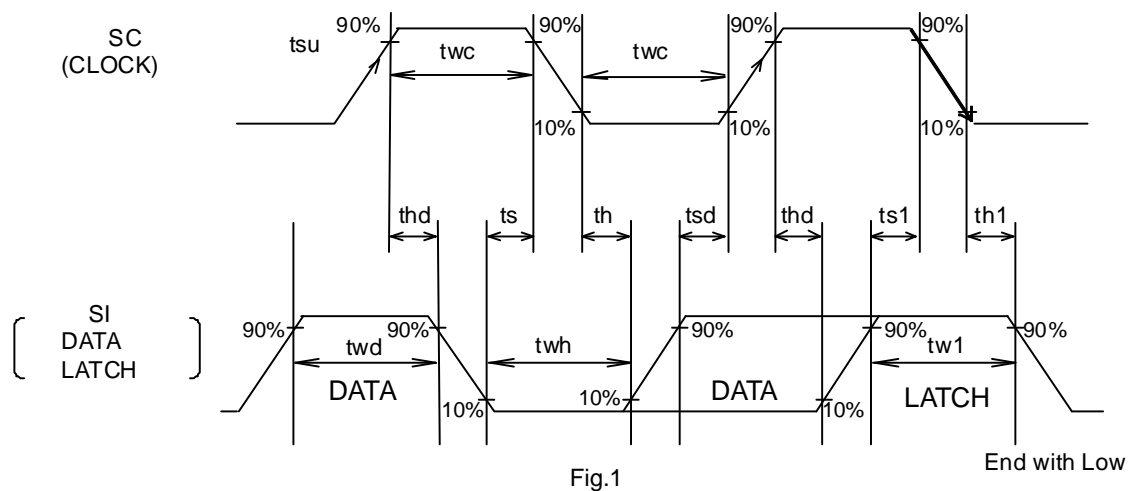 SC
(CLOCK)
tsu
90%
twc
90%
twc
90%
90%
10%
10%
10%
thd
ts
th
tsd
thd
ts1
th1
SI
DATA
LATCH
90%
twd
90%
twh
90%
90%
tw1
90%
DATA
10%
10%
DATA
10%
LATCH
End with Low
Fig.1